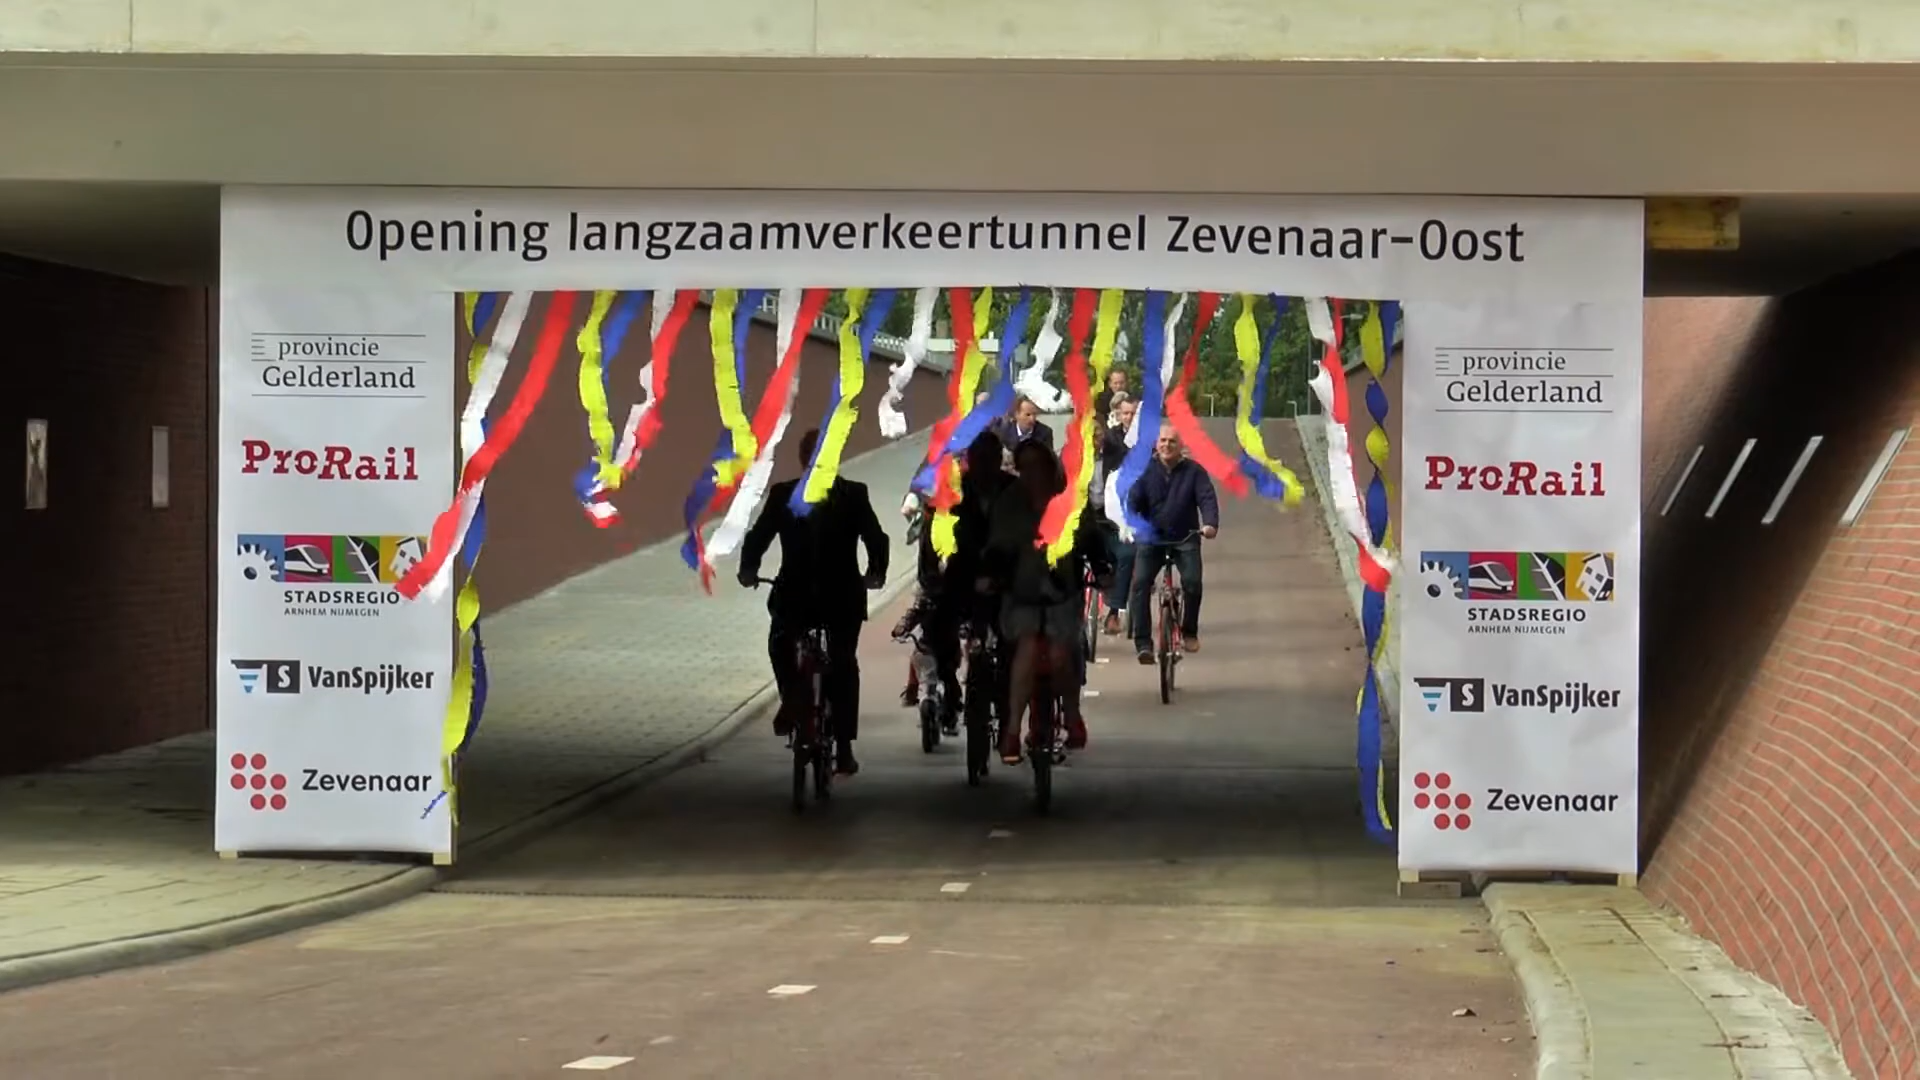 Opening langzaamverkeertunnel Zevenaar-Oost
provincie
Gelderland
ProRail
STADSREGIO
ARNHEM NIJMEGEN
S VanSpijker
Zevenaar
provincie
Gelderland
ProRail
STADSREGIO
ARNHEM NIJMEGEN
S VanSpijker
Zevenaar